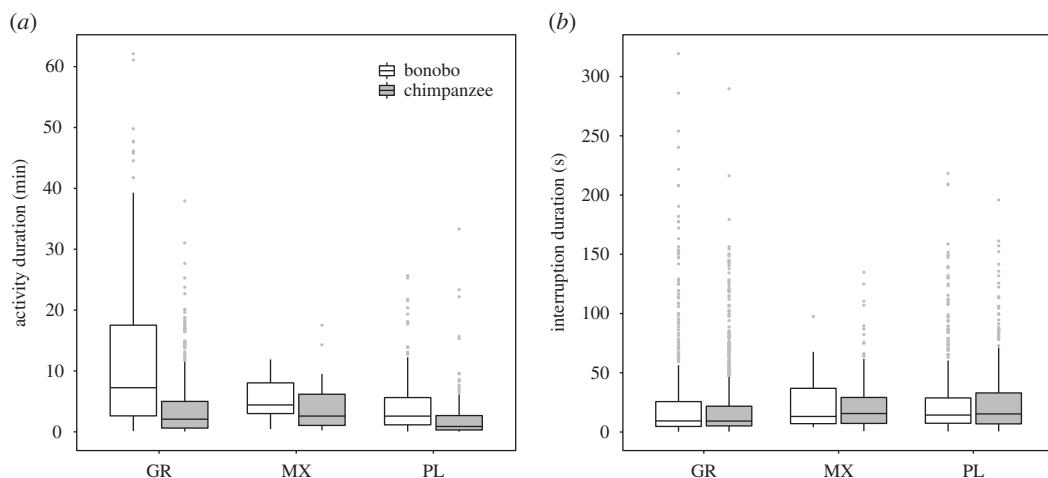 (a)
60
50
40
30
20
10
0
activity duration (min)
bonobo
chimpanzee
GR MX PL
(b)
300
250
200
150
100
50
0
interruption duration (s)
GR MX PL